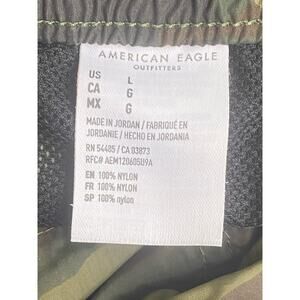 AMERICAN EAGLE
OUTFITTERS
US L
CA G
MX G
MADE IN JORDAN / FABRIQUÉ EN
JORDANIE / HECHO EN JORDANIA
RN 54485 / CA 03873
RFC# AEM120605U9A
EN 100% NYLON
FR 100% NYLON
SP 100% nylon